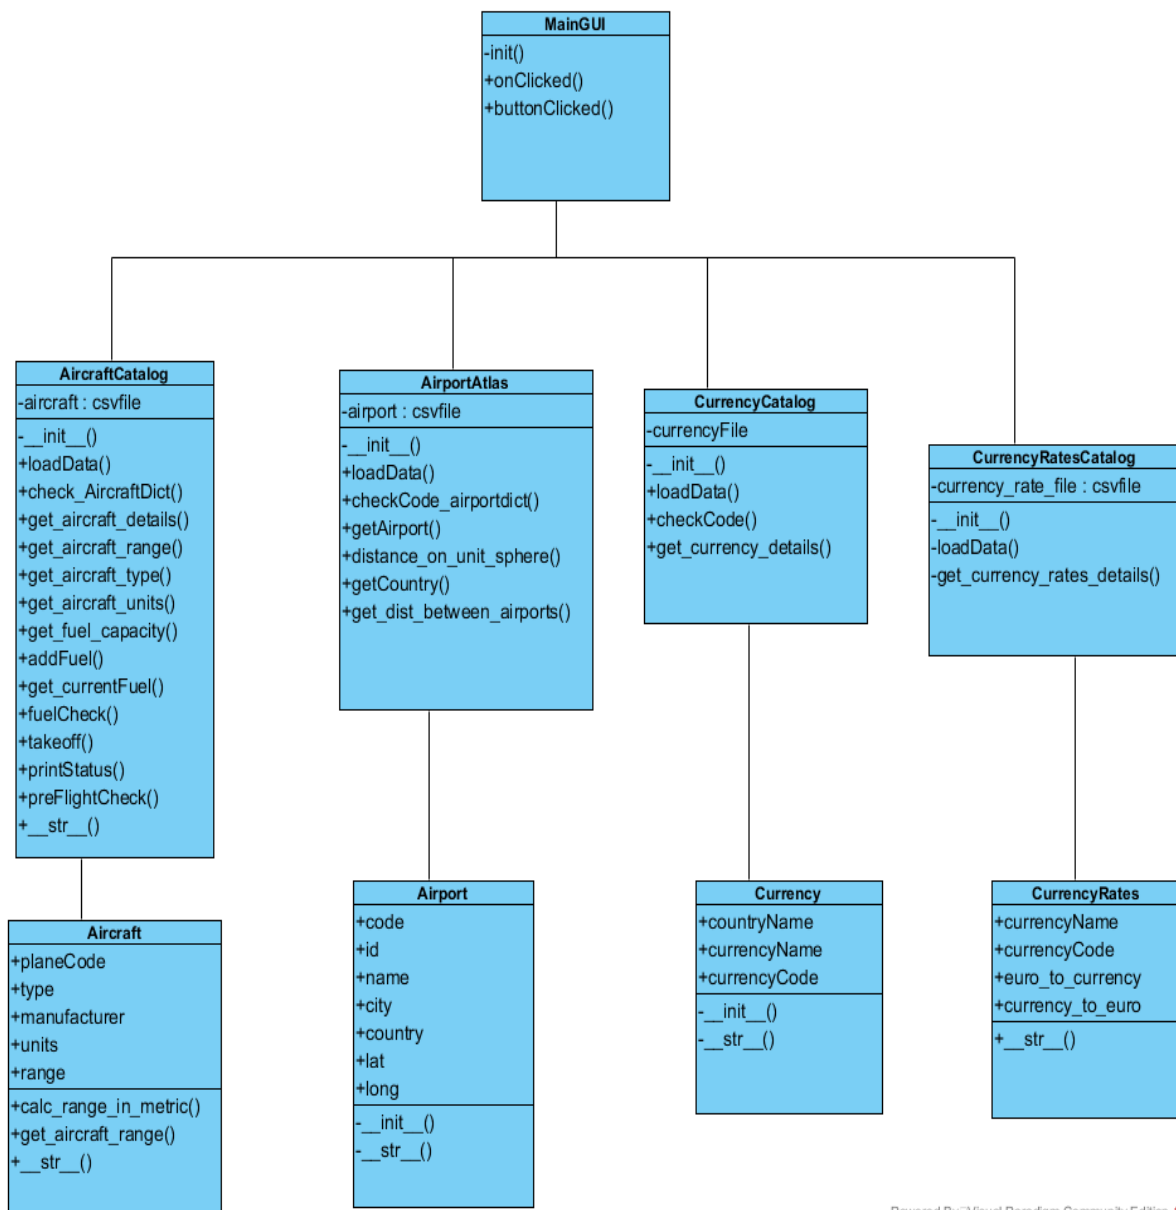 MainGUI
-init()
+onClicked()
+buttonClicked()
AircraftCatalog
-aircraft : csvfile
-__init__()
+loadData()
+check_AircraftDict()
+get_aircraft_details()
+get_aircraft_range()
+get_aircraft_type()
+get_aircraft_units()
+get_fuel_capacity()
+addFuel()
+get_currentFuel()
+fuelCheck()
+takeoff()
+printStatus()
+preFlightCheck()
+__str__()
AirportAtlas
-airport : csvfile
-__init__()
+loadData()
+checkCode_airportdict()
+getAirport()
+distance_on_unit_sphere()
+getCountry()
+get_dist_between_airports()
CurrencyCatalog
-currencyFile
-__init__()
+loadData()
+checkCode()
+get_currency_details()
CurrencyRatesCatalog
-currency_rate_file : csvfile
-__init__()
-loadData()
-get_currency_rates_details()
Aircraft
+planeCode
+type
+manufacturer
+units
+range
+calc_range_in_metric()
+get_aircraft_range()
+__str__()
Airport
+code
+id
+name
+city
+country
+lat
+long
-__init__()
-__str__()
Currency
+countryName
+currencyName
+currencyCode
-__init__()
-__str__()
CurrencyRates
+currencyName
+currencyCode
+euro_to_currency
+currency_to_euro
+__str__()